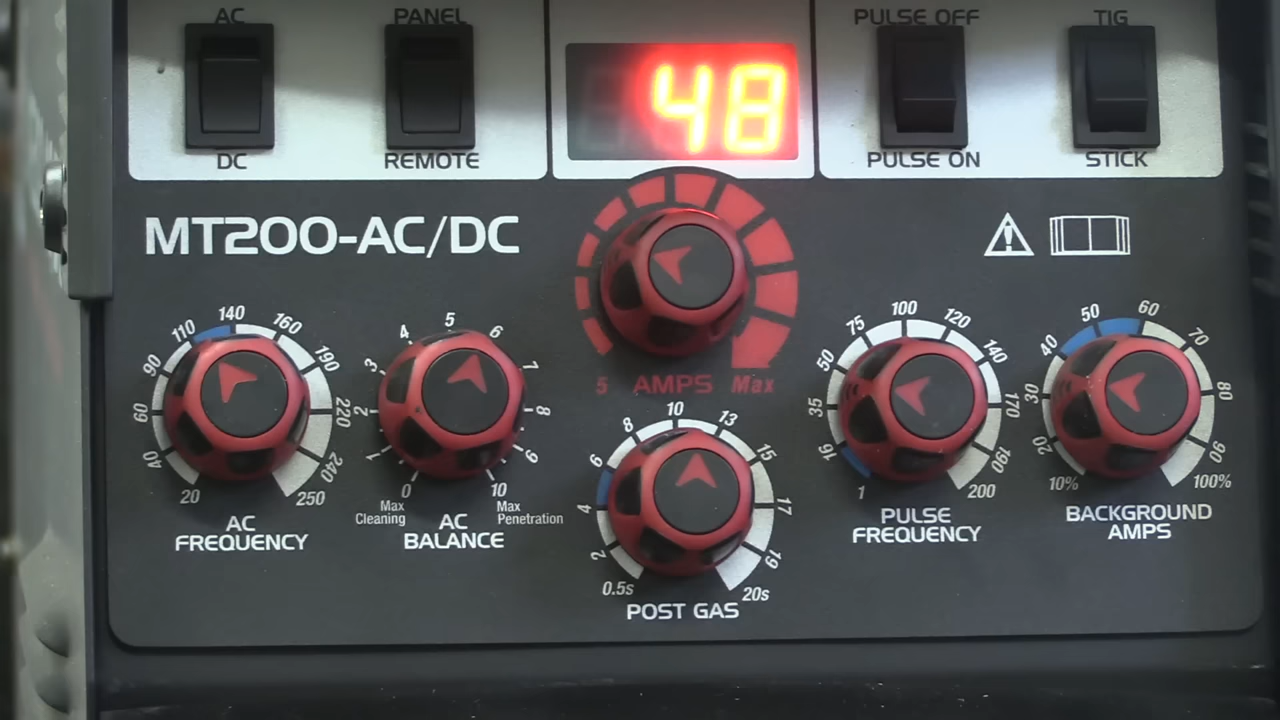 AC
PANEL
48
PULSE OFF
TIG
DC
REMOTE
PULSE ON
STICK
MT200-AC/DC
5 AMPS Max
20
40
60
90
110
140
160
190
220
240
250
AC
FREQUENCY
0
1
2
3
4
5
6
7
8
9
10
Max
Cleaning
Max
Penetration
AC
BALANCE
0.5s
2
4
6
8
10
13
15
17
19
20s
POST GAS
1
16
35
50
75
100
120
140
170
190
200
PULSE
FREQUENCY
10%
20
30
40
50
60
70
80
90
100%
BACKGROUND
AMPS